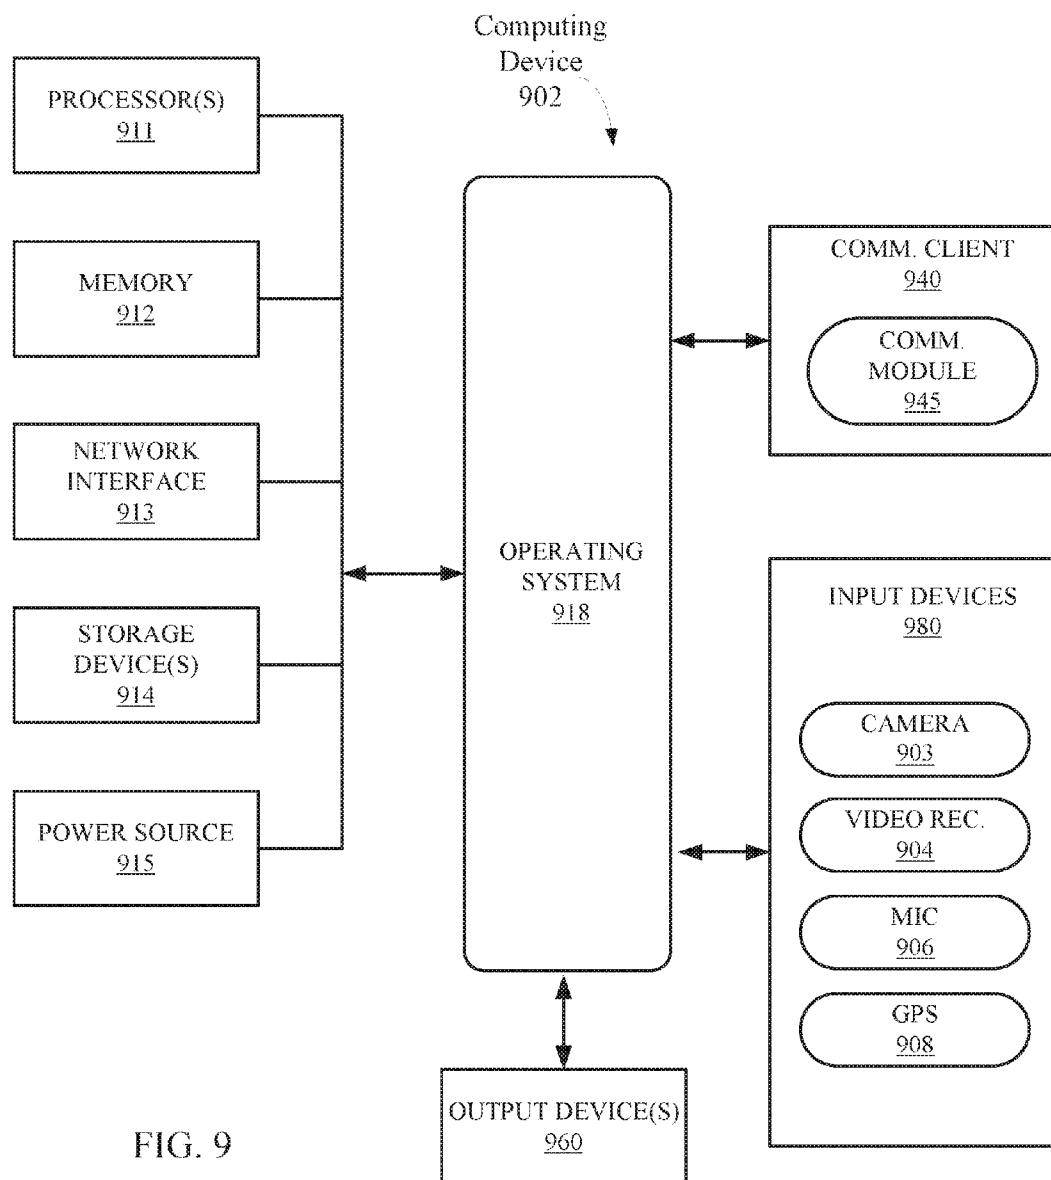 Computing
Device
902
PROCESSOR(S)
911
MEMORY
912
NETWORK
INTERFACE
913
STORAGE
DEVICE(S)
914
POWER SOURCE
915
OPERATING
SYSTEM
918
COMM. CLIENT
940
COMM.
MODULE
945
INPUT DEVICES
980
CAMERA
903
VIDEO REC.
904
MIC
906
GPS
908
OUTPUT DEVICE(S)
960
FIG. 9